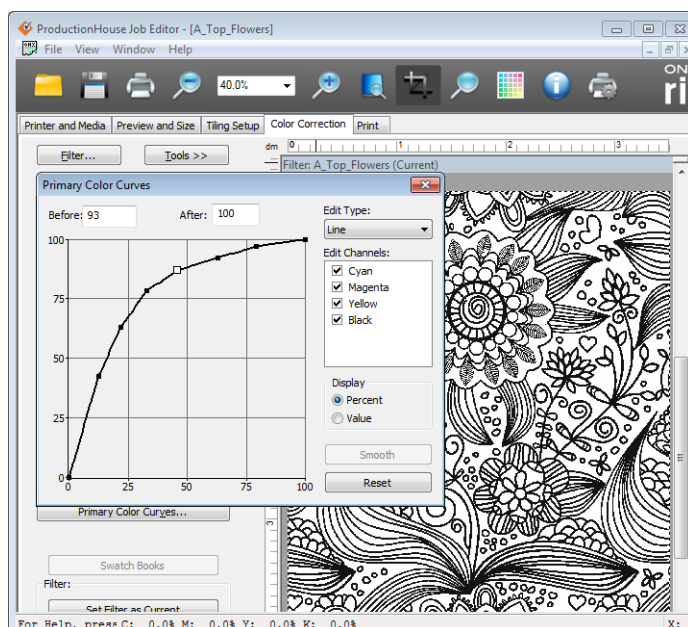 ProductionHouse Job Editor - [A_Top_Flowers]
File View Window Help
40.0%
ON
ri
Printer and Media Preview and Size Tiling Setup Color Correction Print
Filter... Tools >>
dm 0 1 2 3
Filter: A_Top_Flowers (Current)
Primary Color Curves
Before: 93 After: 100
Edit Type:
Line
Edit Channels:
Cyan
Magenta
Yellow
Black
Display
Percent
Value
Smooth
Reset
100
75
50
25
0
0 25 50 75 100
Primary Color Curves...
3
Swatch Books
Filter:
Set Filter as Current
For Help, press C: 0.0% M: 0.0% Y: 0.0% K: 0.0% X: